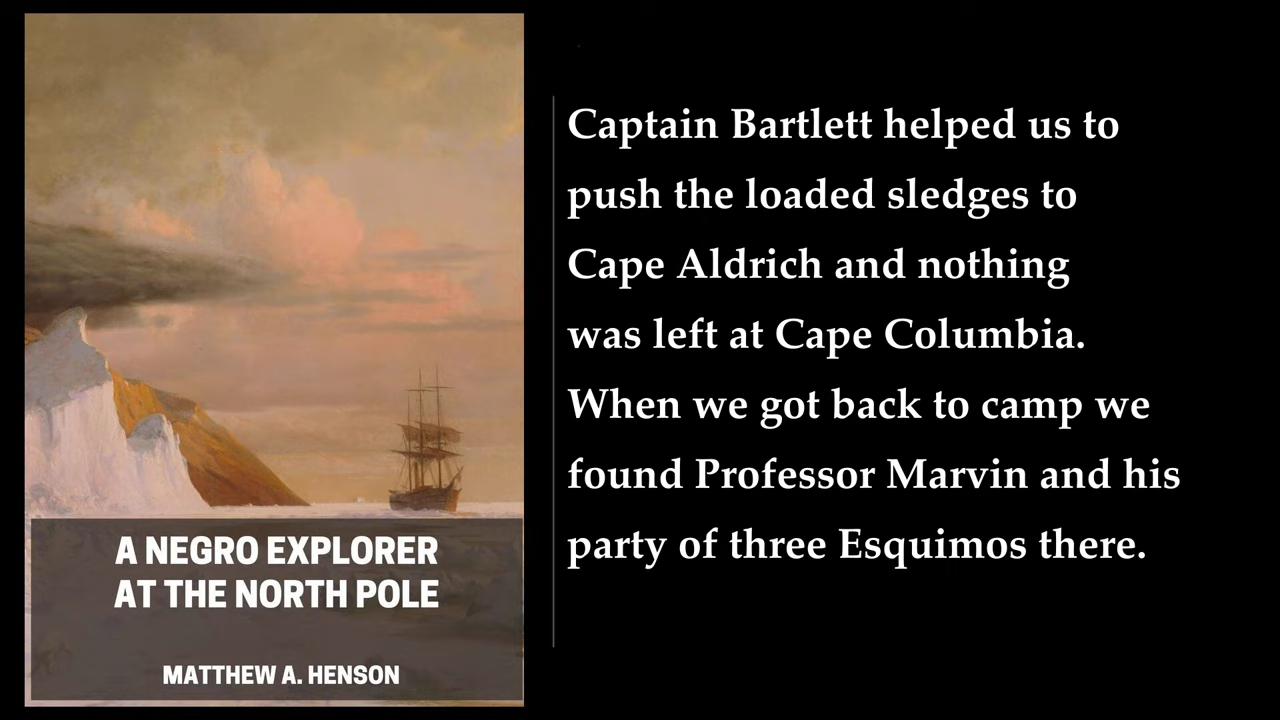 A NEGRO EXPLORER
AT THE NORTH POLE
MATTHEW A. HENSON
Captain Bartlett helped us to
push the loaded sledges to
Cape Aldrich and nothing
was left at Cape Columbia.
When we got back to camp we
found Professor Marvin and his
party of three Esquimos there.